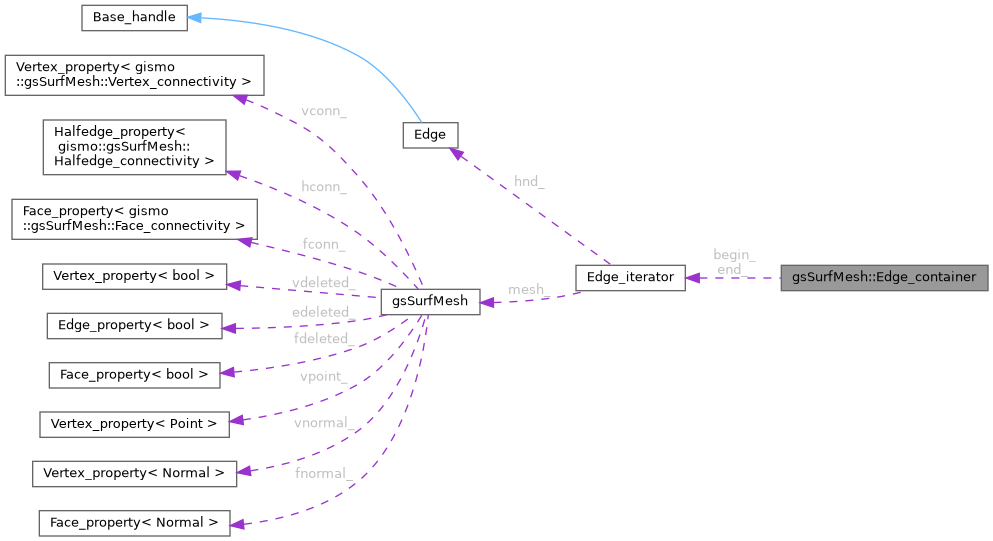 Base_handle
Vertex_property< gismo
::gsSurfMesh::Vertex_connectivity >
vconn_
Edge
Halfedge_property<
gismo::gsSurfMesh::
Halfedge_connectivity >
hconn_
hnd_
Face_property< gismo
::gsSurfMesh::Face_connectivity >
fconn_
begin_
end_
Vertex_property< bool >
vdeleted_
Edge_iterator
gsSurfMesh::Edge_container
mesh_
gsSurfMesh
edeleted_
Edge_property< bool >
fdeleted_
Face_property< bool >
vpoint_
Vertex_property< Point >
vnormal_
Vertex_property< Normal >
fnormal_
Face_property< Normal >